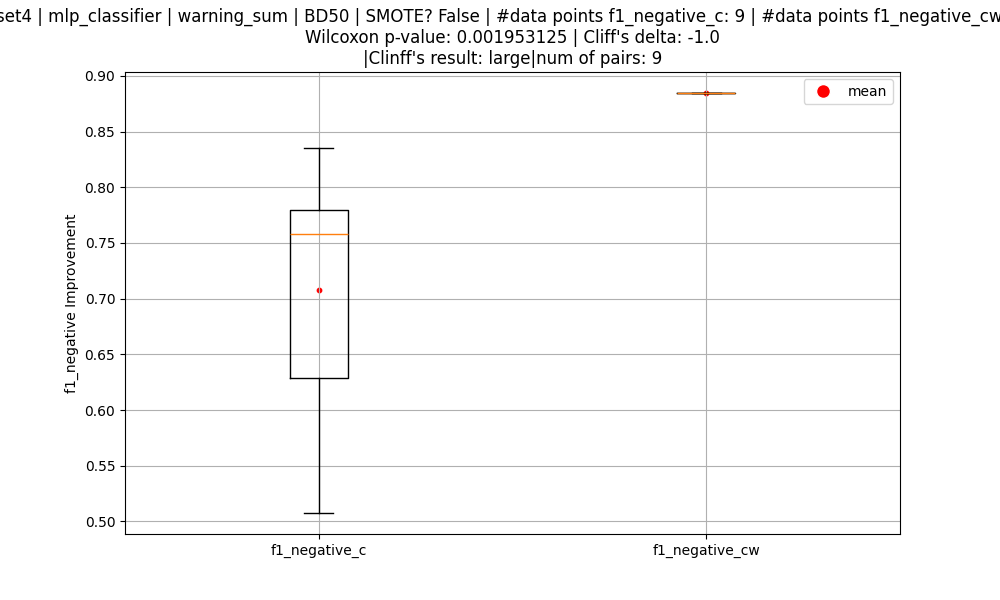 set4 | mlp_classifier | warning_sum | BD50 | SMOTE? False | #data points f1_negative_c: 9 | #data points f1_negative_cw
Wilcoxon p-value: 0.001953125 | Cliff's delta: -1.0
|Clinff's result: large|num of pairs: 9
mean
0.90
0.85
0.80
0.75
0.70
0.65
0.60
0.55
0.50
f1_negative Improvement
f1_negative_c
f1_negative_cw